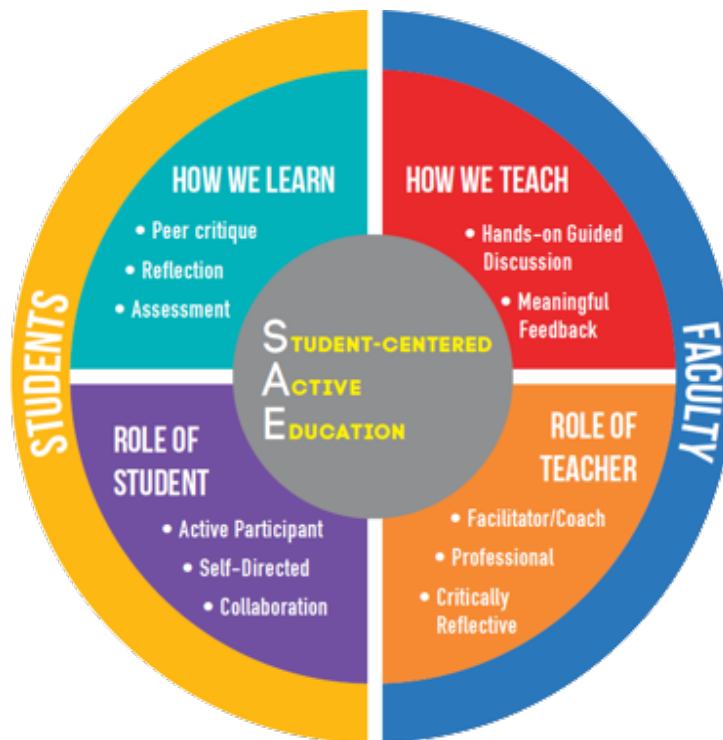 STUDENTS
HOW WE LEARN
• Peer critique
• Reflection
• Assessment
HOW WE TEACH
• Hands-on Guided
Discussion
• Meaningful
Feedback
STUDENT-CENTERED
ACTIVE
EDUCATION
ROLE OF
STUDENT
• Active Participant
• Self-Directed
• Collaboration
ROLE OF
TEACHER
• Facilitator/Coach
• Professional
• Critically
Reflective
FACULTY